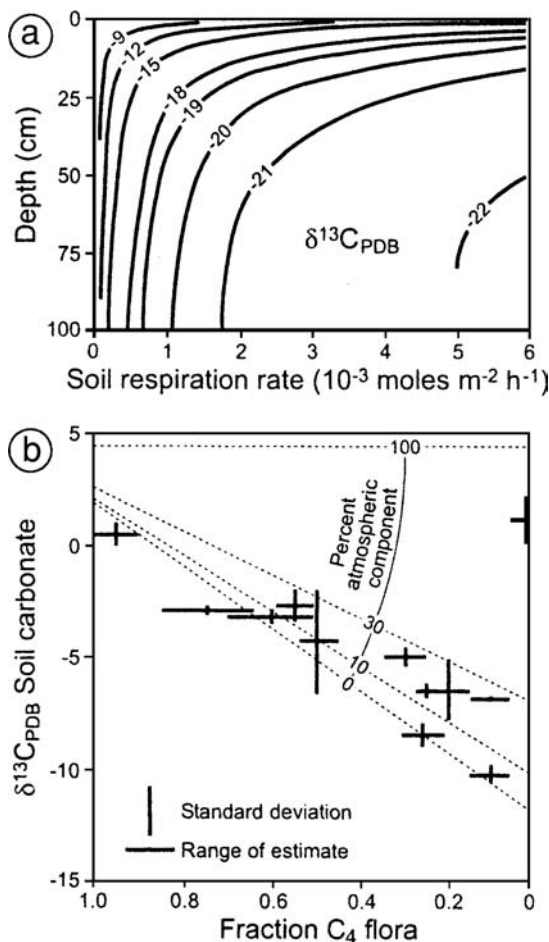 a
0
25
50
75
100
Depth (cm)
-9
-12
-15
-18
-19
-20
-21
-22
δ¹³C_PDB
0 1 2 3 4 5 6
Soil respiration rate (10⁻³ moles m⁻² h⁻¹)
b
5
0
-5
-10
-15
δ¹³C_PDB Soil carbonate
100
Percent
atmospheric
component
30
10
0
Standard deviation
Range of estimate
1.0 0.8 0.6 0.4 0.2 0
Fraction C₄ flora